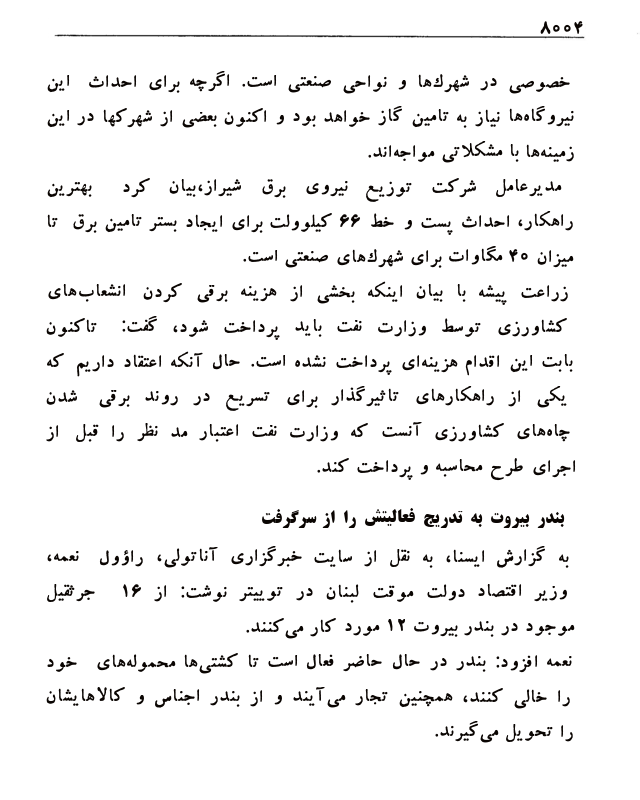 ۸۰۰۴
خصوصی در شهرك‌ها و نواحی صنعتی است. اگرچه برای احداث این
نیروگاه‌ها نیاز به تامین گاز خواهد بود و اکنون بعضی از شهرکها در این
زمینه‌ها با مشکلاتی مواجه‌اند.
مدیرعامل شرکت توزیع نیروی برق شیراز،بیان کرد بهترین
راهکار، احداث پست و خط ۶۶ کیلوولت برای ایجاد بستر تامین برق تا
میزان ۴۰ مگاوات برای شهرك‌های صنعتی است.
زراعت پیشه با بیان اینکه بخشی از هزینه برقی کردن انشعاب‌های
کشاورزی توسط وزارت نفت باید پرداخت شود، گفت: تاکنون
بابت این اقدام هزینه‌ای پرداخت نشده است. حال آنکه اعتقاد داریم که
یکی از راهکارهای تاثیرگذار برای تسریع در روند برقی شدن
چاه‌های کشاورزی آنست که وزارت نفت اعتبار مد نظر را قبل از
اجرای طرح محاسبه و پرداخت کند.
بندر بیروت به تدریج فعالیتش را از سرگرفت
به گزارش ایسنا، به نقل از سایت خبرگزاری آناتولی، راؤول نعمه،
وزیر اقتصاد دولت موقت لبنان در توییتر نوشت: از ۱۶ جرثقیل
موجود در بندر بیروت ۱۲ مورد کار می‌کنند.
نعمه افزود: بندر در حال حاضر فعال است تا کشتی‌ها محموله‌های خود
را خالی کنند، همچنین تجار می‌آیند و از بندر اجناس و کالاهایشان
را تحویل می‌گیرند.